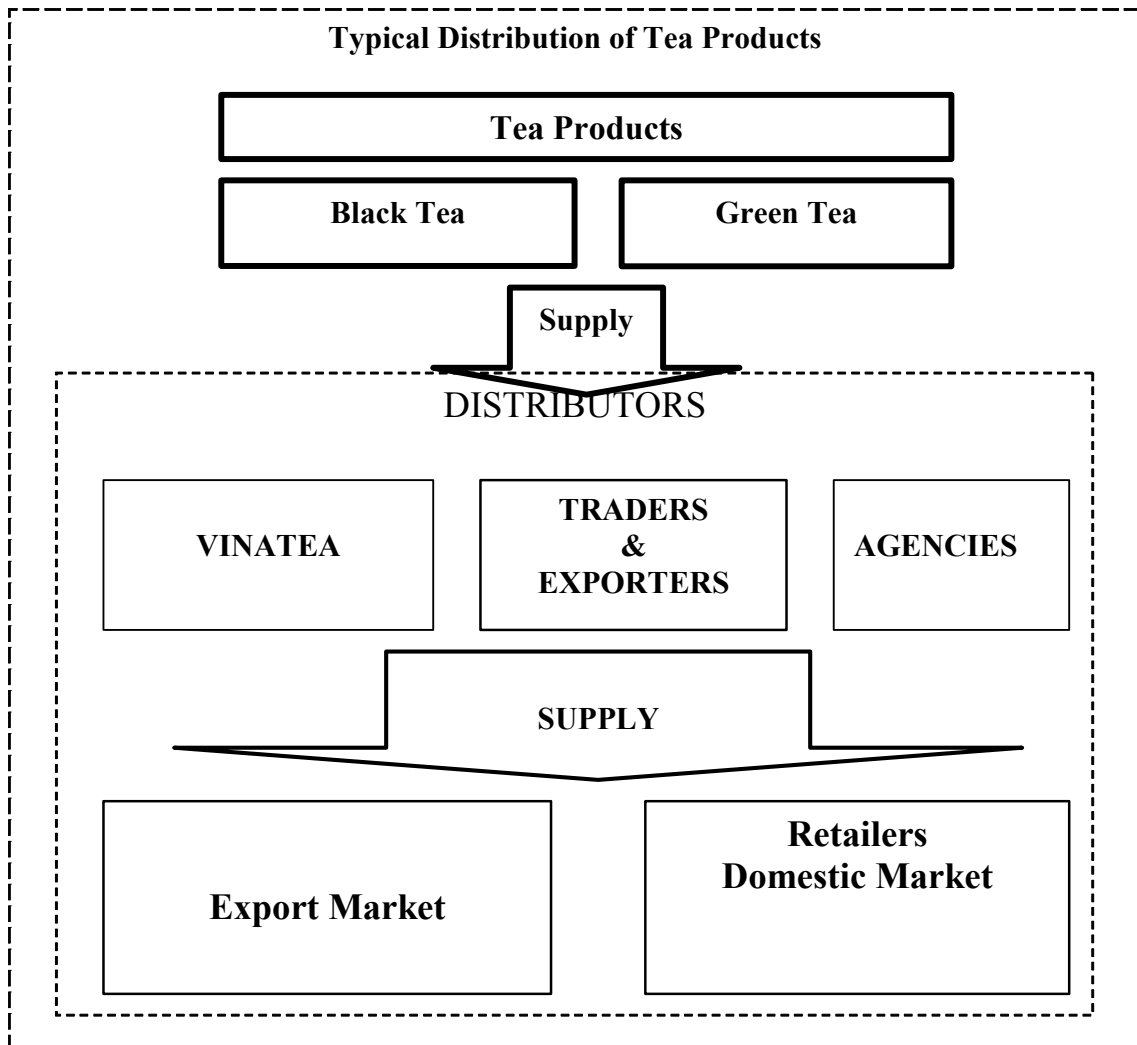 Typical Distribution of Tea Products
Tea Products
Black Tea
Green Tea
Supply
DISTRIBUTORS
VINATEA
TRADERS
&
EXPORTERS
AGENCIES
SUPPLY
Export Market
Retailers
Domestic Market